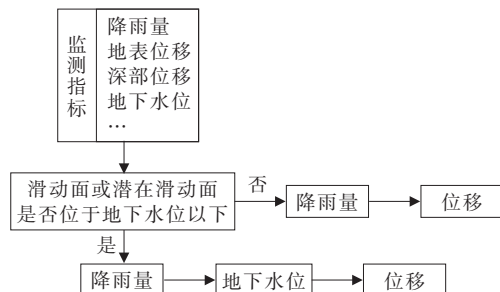 监测指标
降雨量
地表位移
深部位移
地下水位
…
滑动面或潜在滑动面
是否位于地下水位以下
否
降雨量
位移
是
降雨量
地下水位
位移